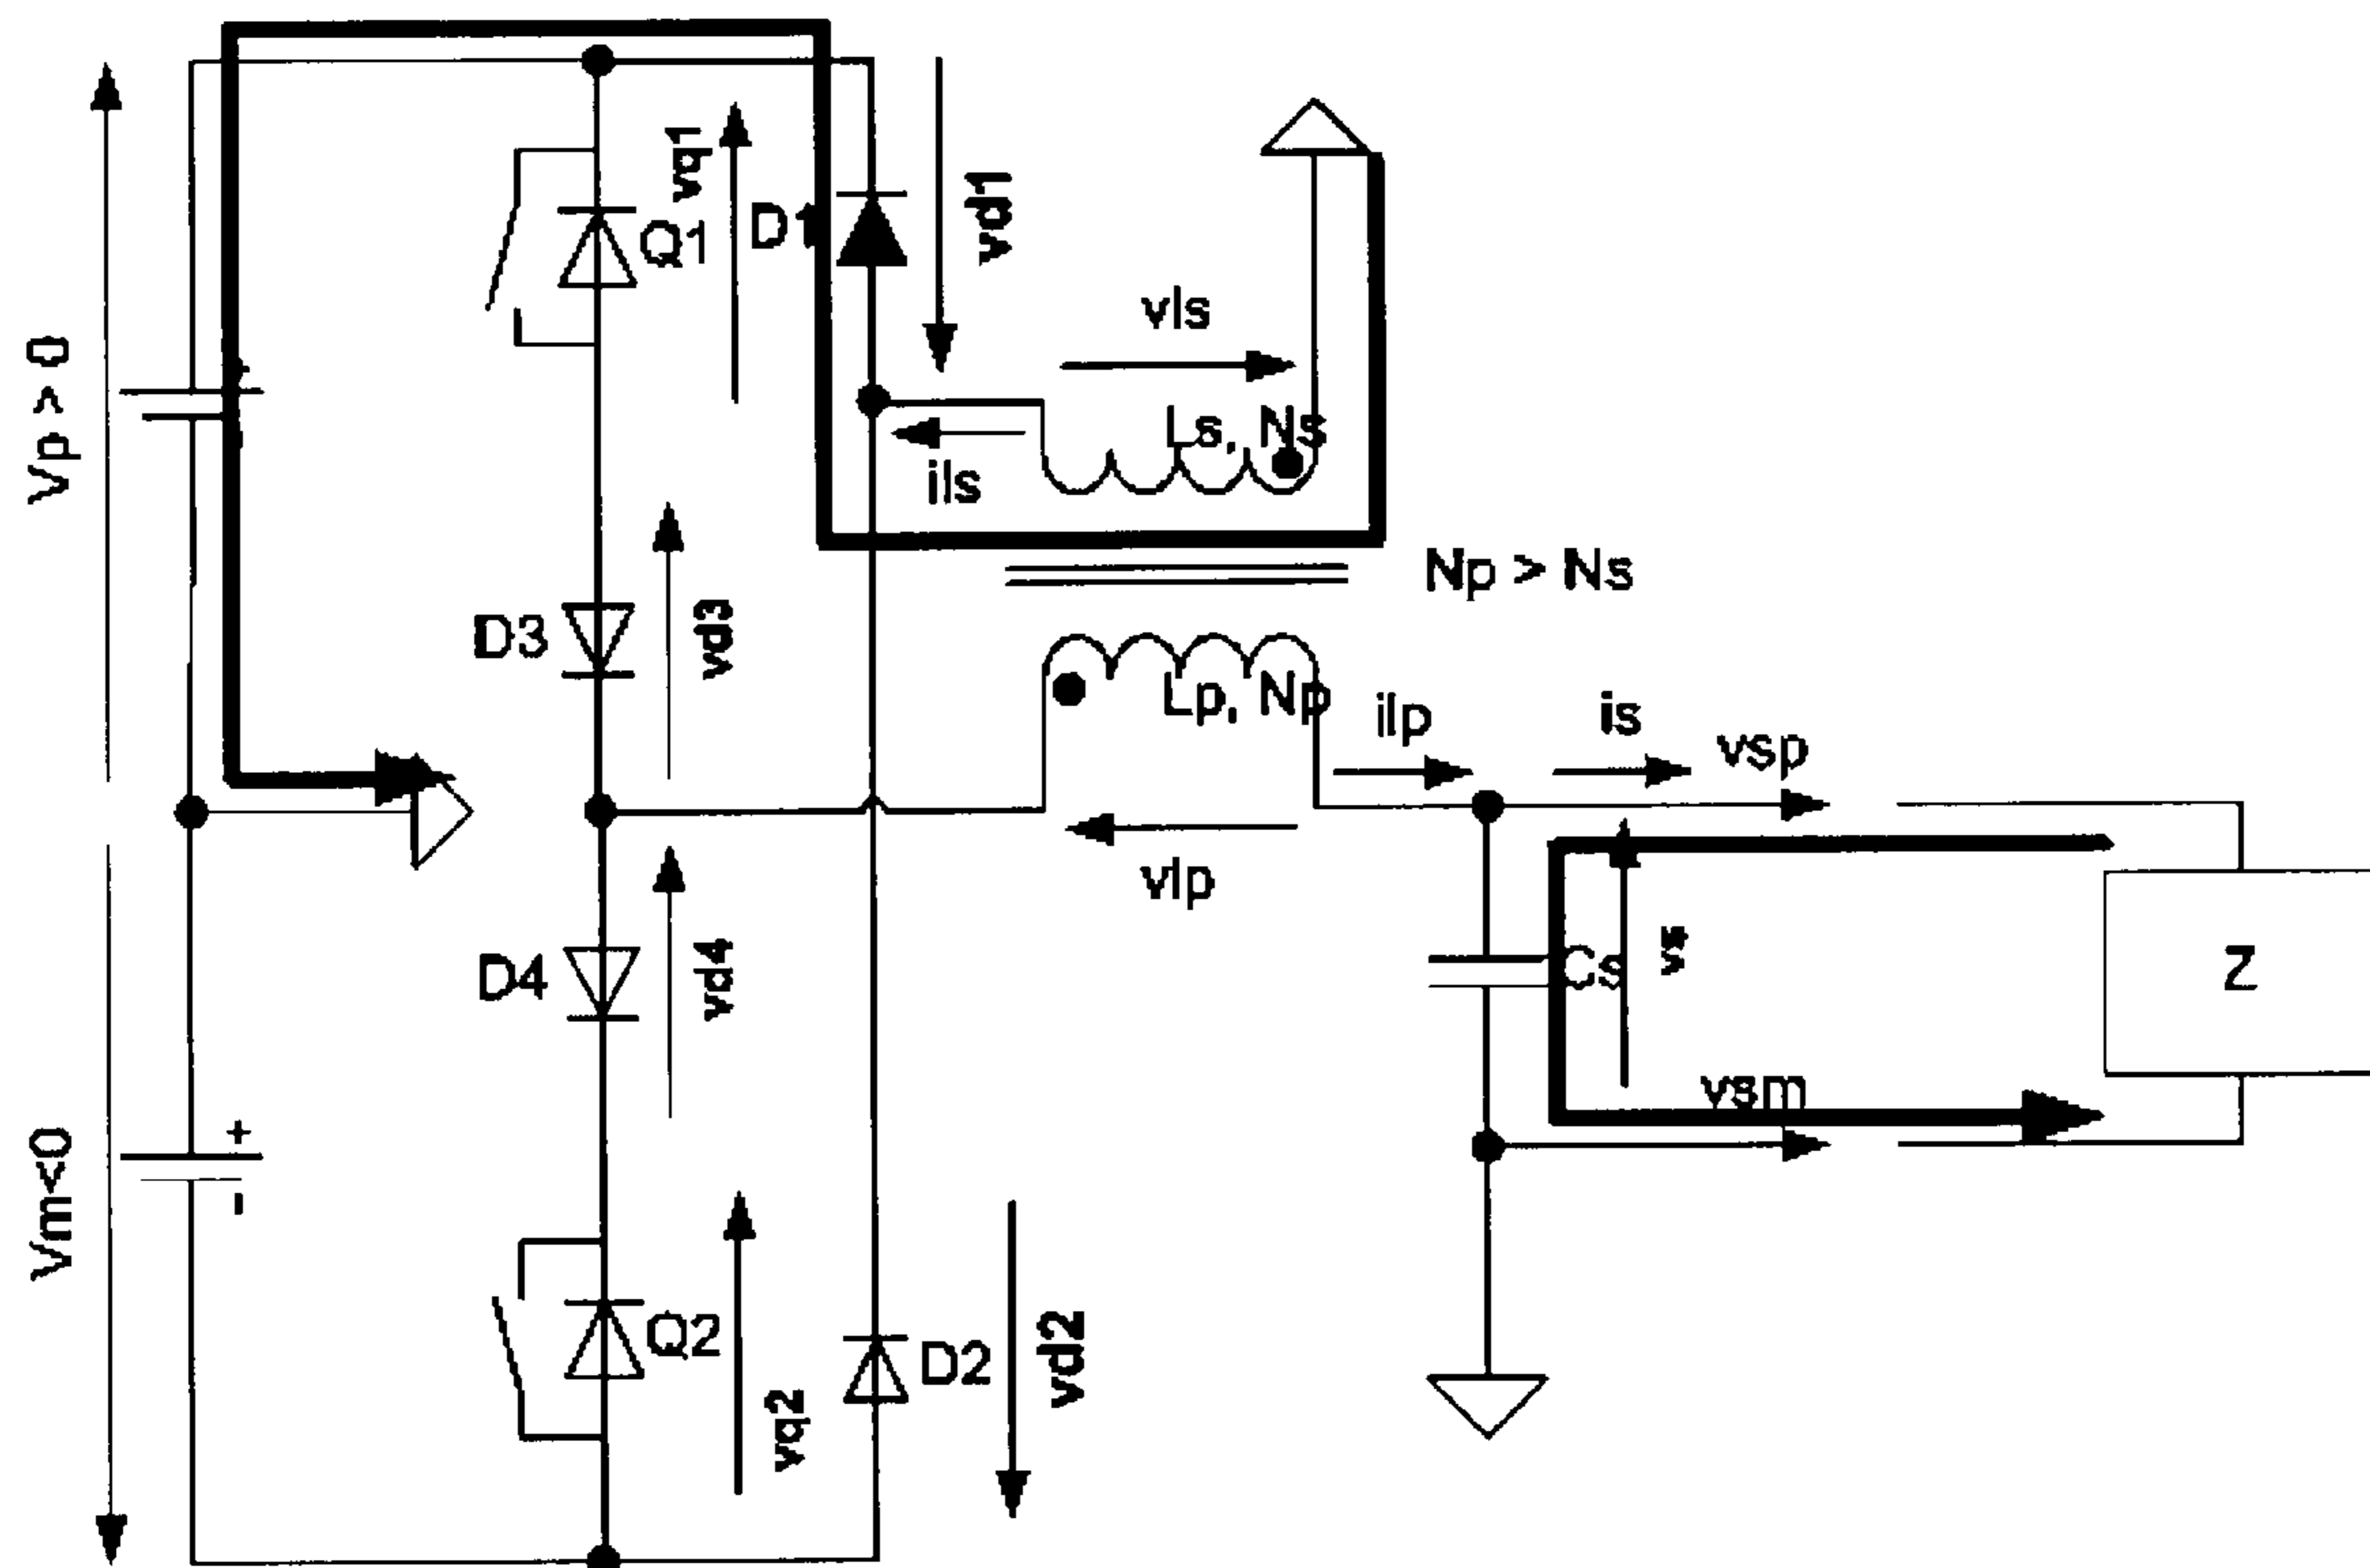 vq1
Q1
D1
vd1
vls
Vp > 0
Ls, Ns
ils
Np > Ns
D3
vd3
Lp, Np
ilp
is
vsp
vlp
D4
vd4
Cs
vs
Z
vsm
+
-
Vm<0
Q2
D2
vd2
vq2